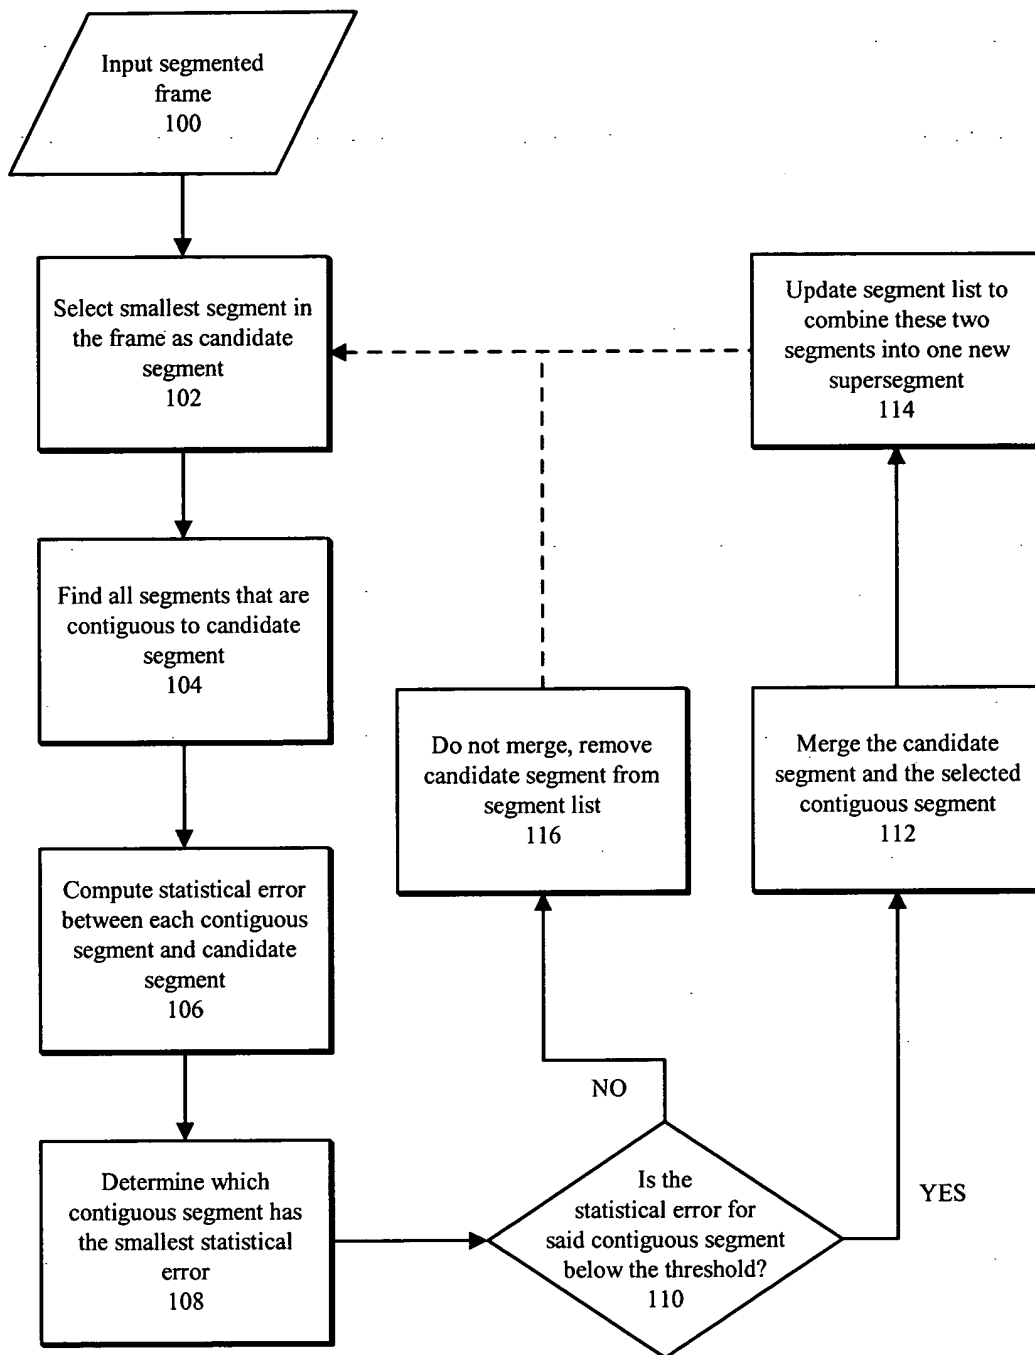 Input segmented
frame
100
Select smallest segment in
the frame as candidate
segment
102
Find all segments that are
contiguous to candidate
segment
104
Compute statistical error
between each contiguous
segment and candidate
segment
106
Determine which
contiguous segment has
the smallest statistical
error
108
Is the
statistical error for
said contiguous segment
below the threshold?
110
NO
YES
Do not merge, remove
candidate segment from
segment list
116
Merge the candidate
segment and the selected
contiguous segment
112
Update segment list to
combine these two
segments into one new
supersegment
114